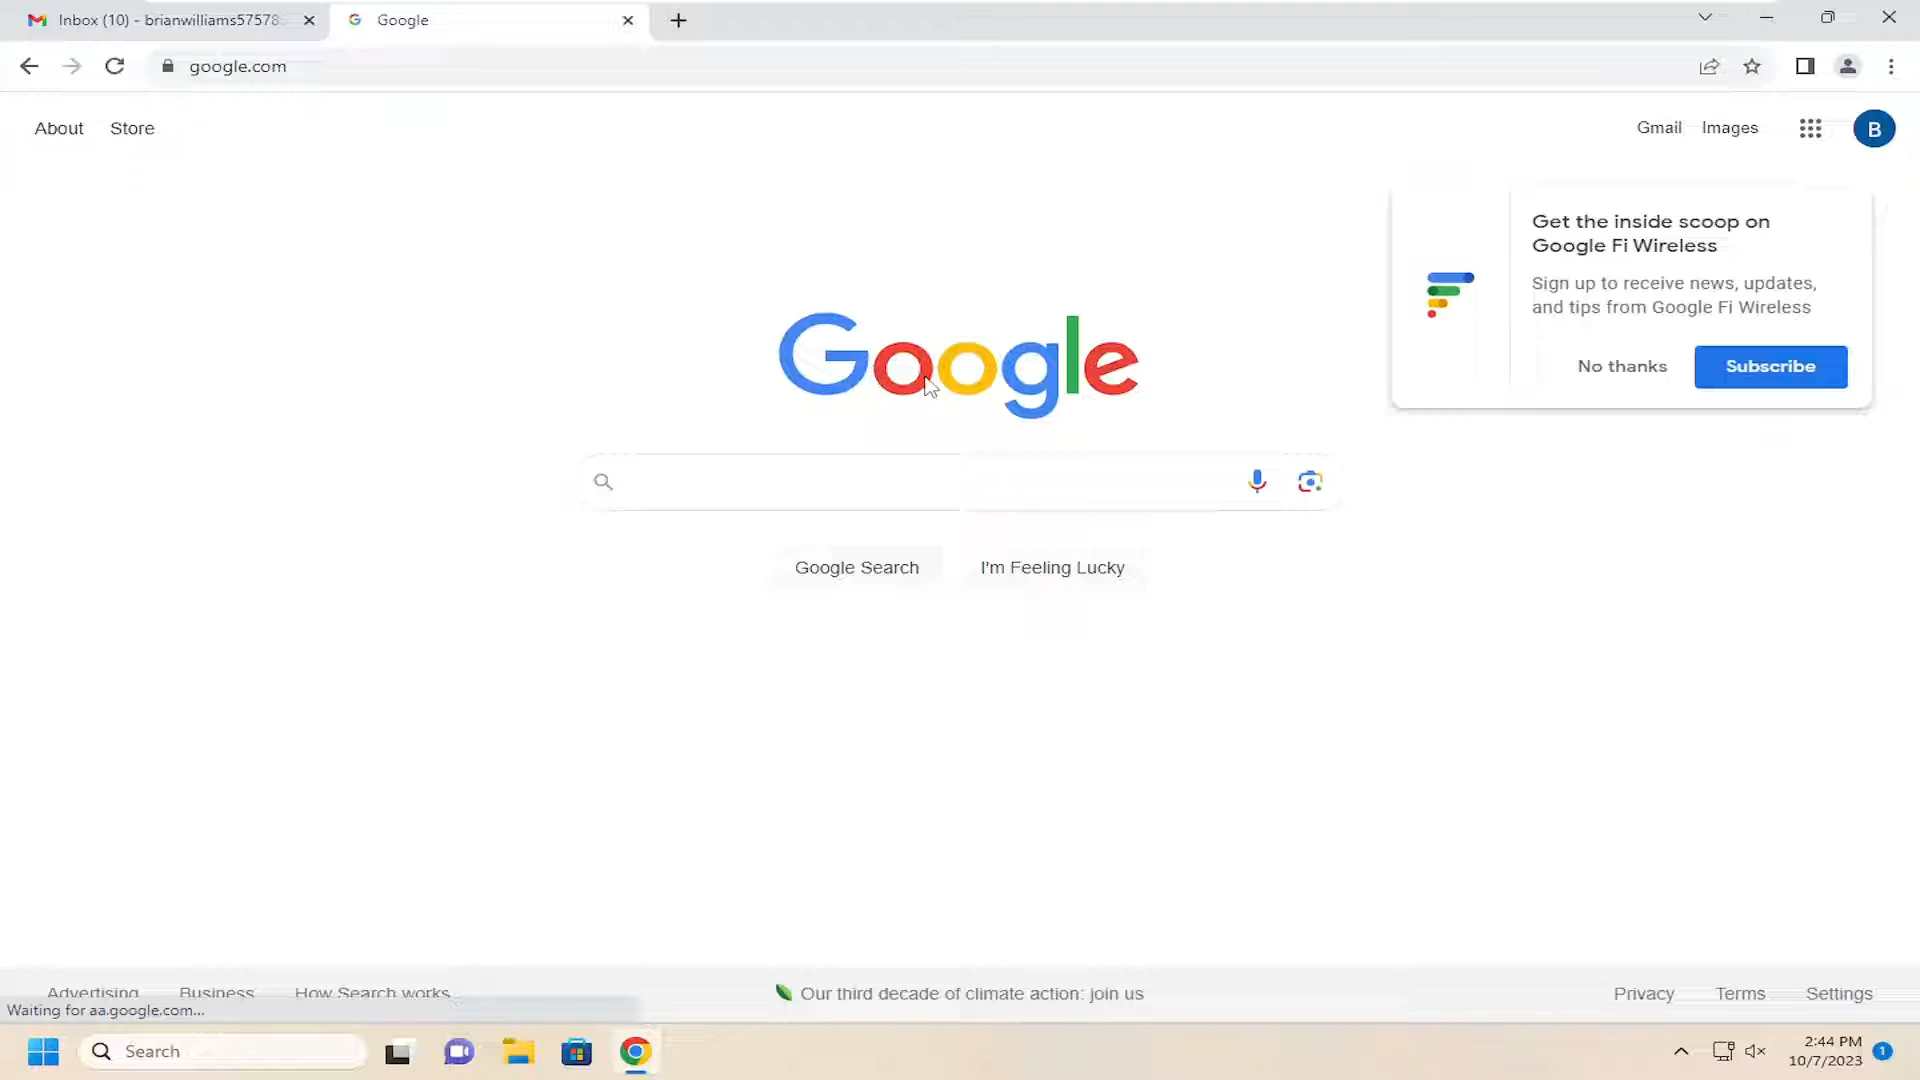 Inbox (10) - brianwilliams57578
Google
google.com
About Store
Gmail Images
B
Get the inside scoop on
Google Fi Wireless
Sign up to receive news, updates,
and tips from Google Fi Wireless
No thanks Subscribe
Google
Google Search I'm Feeling Lucky
Advertising Business How Search works
Our third decade of climate action: join us
Privacy Terms Settings
Waiting for aa.google.com...
Search
2:44 PM
10/7/2023
1